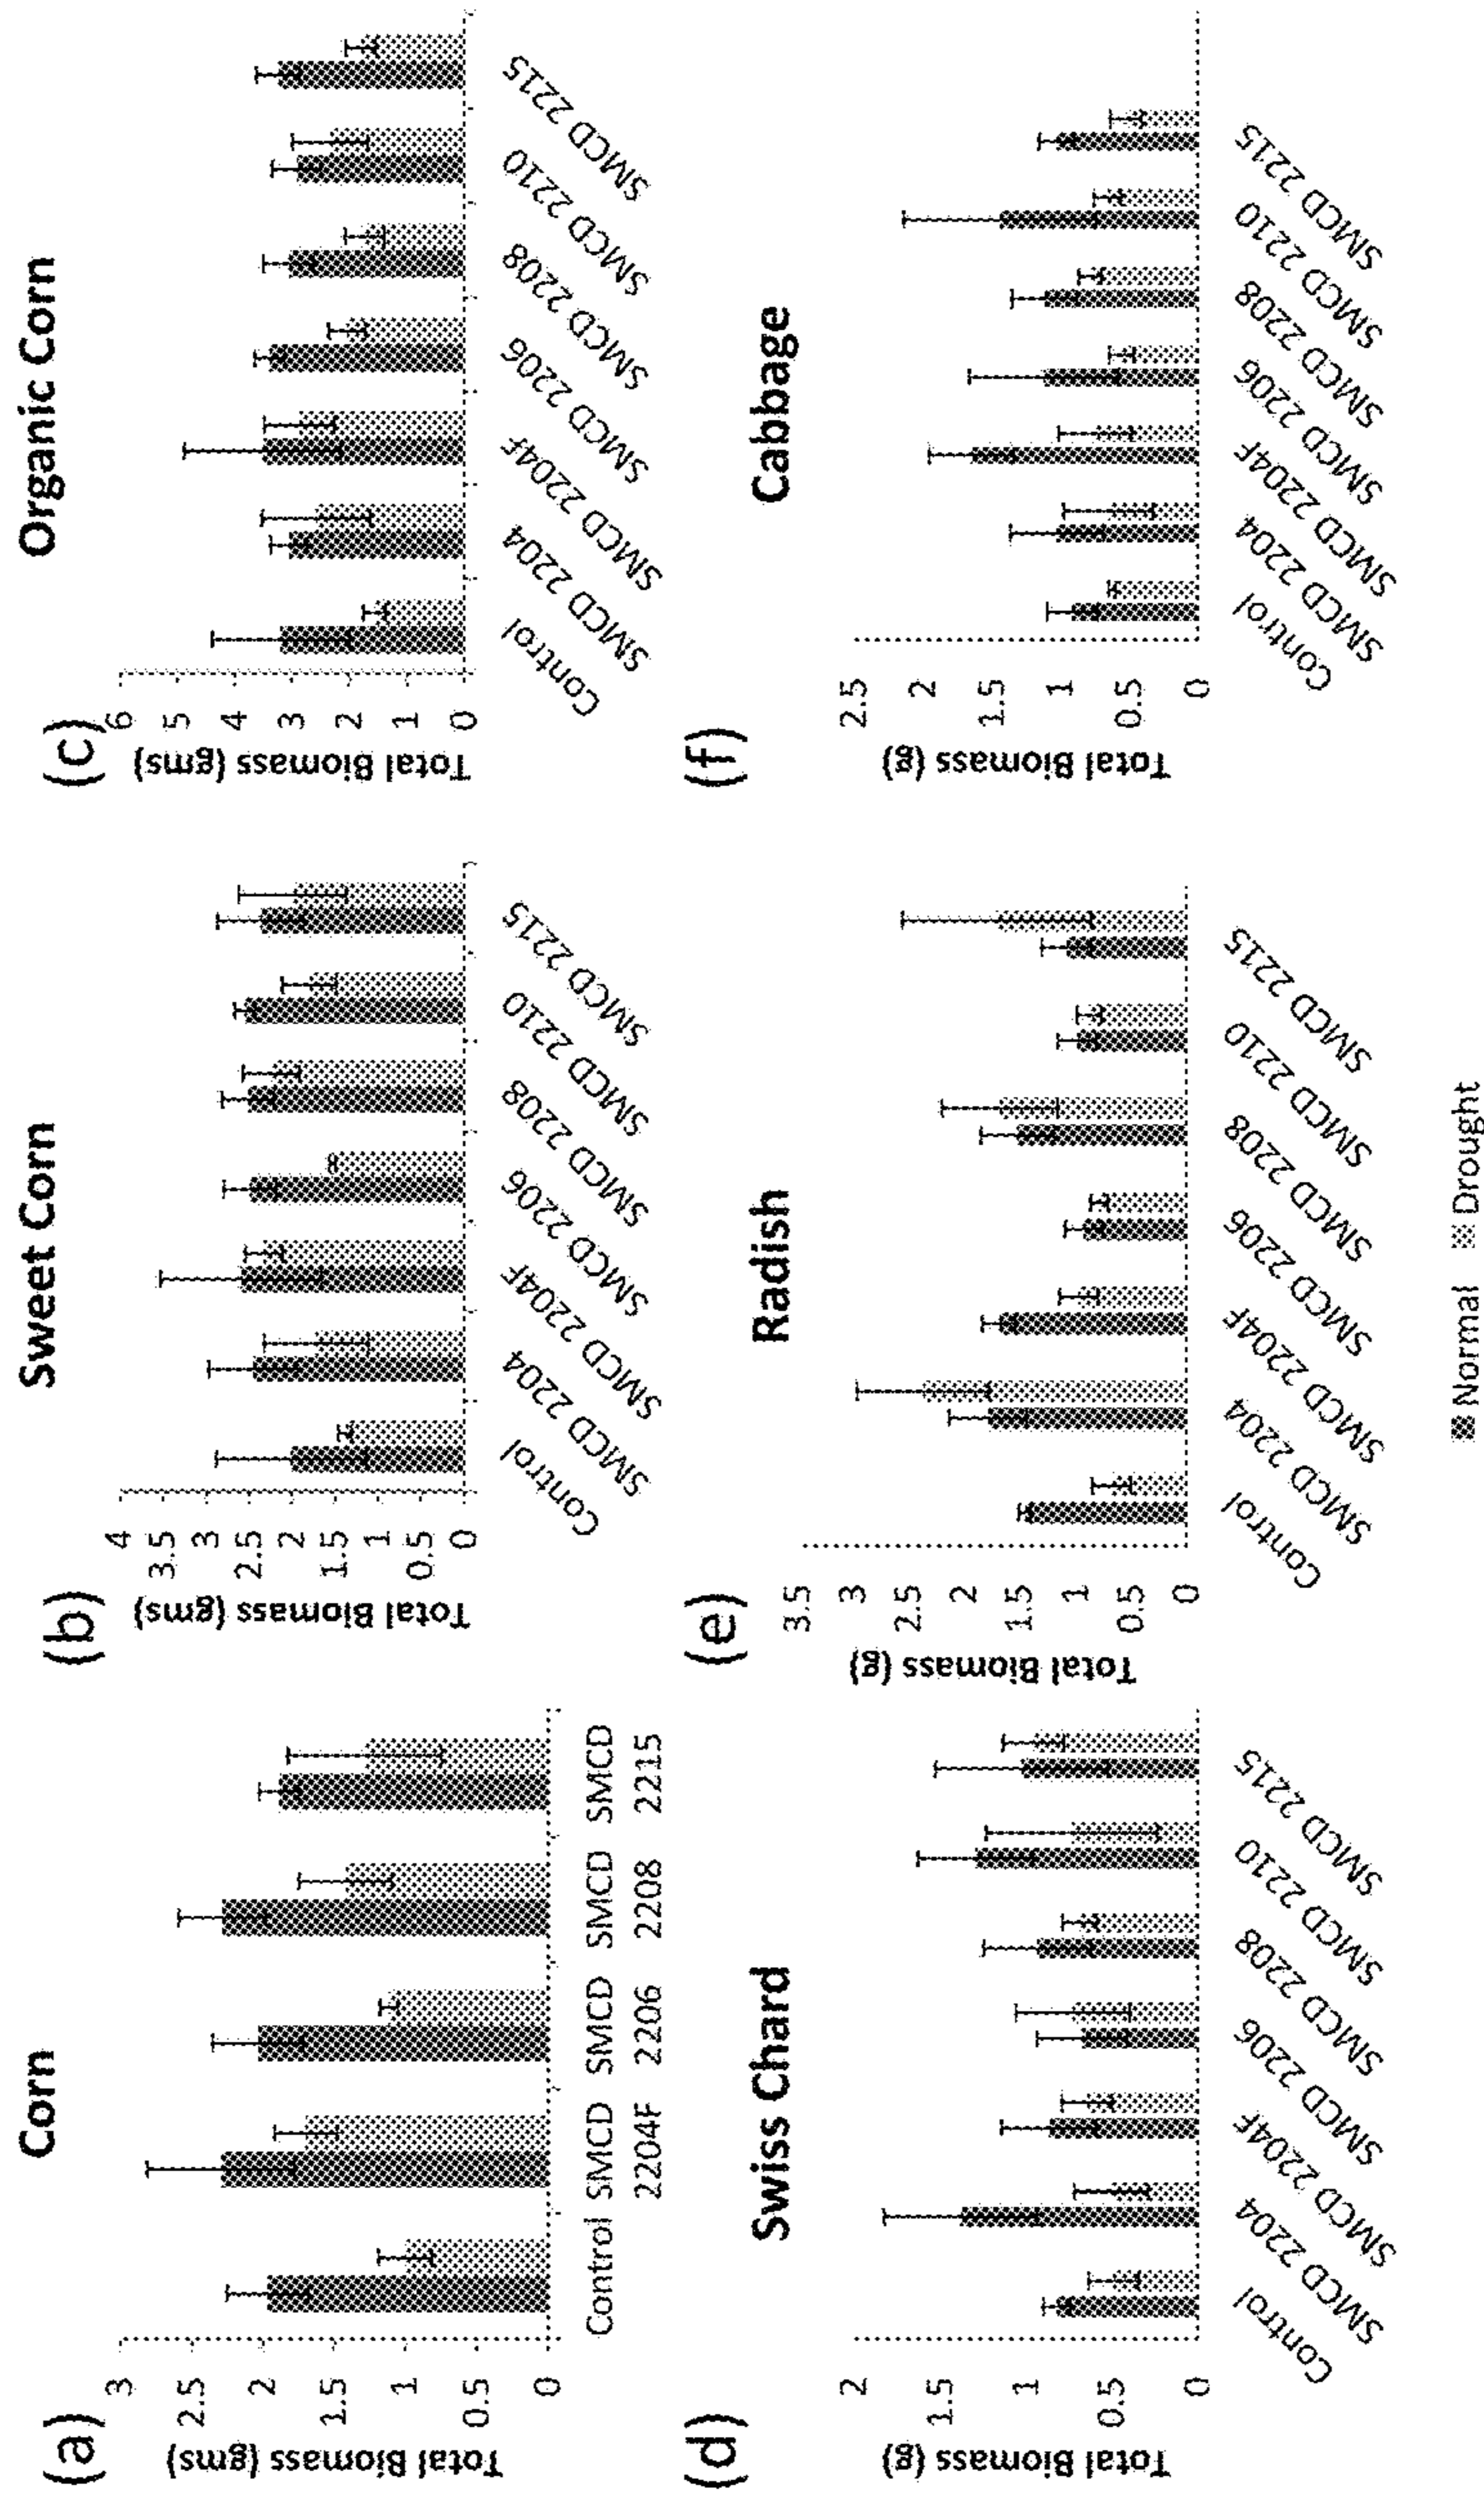 (a)
Corn
Total Biomass (gms)
3
2.5
2
1.5
1
0.5
0
Control
SMCD 2204F
SMCD 2206
SMCD 2208
SMCD 2215
(b)
Sweet Corn
Total Biomass (gms)
4
3.5
3
2.5
2
1.5
1
0.5
0
Control
SMCD 2204
SMCD 2204F
SMCD 2206
SMCD 2208
SMCD 2210
SMCD 2215
(c)
Organic Corn
Total Biomass (gms)
6
5
4
3
2
1
0
Control
SMCD 2204
SMCD 2204F
SMCD 2206
SMCD 2208
SMCD 2210
SMCD 2215
(d)
Swiss Chard
Total Biomass (g)
2
1.5
1
0.5
0
Control
SMCD 2204
SMCD 2204F
SMCD 2206
SMCD 2208
SMCD 2210
SMCD 2215
(e)
Radish
Total Biomass (g)
3.5
3
2.5
2
1.5
1
0.5
0
Control
SMCD 2204
SMCD 2204F
SMCD 2206
SMCD 2208
SMCD 2210
SMCD 2215
(f)
Cabbage
Total Biomass (g)
2.5
2
1.5
1
0.5
0
Control
SMCD 2204
SMCD 2204F
SMCD 2206
SMCD 2208
SMCD 2210
SMCD 2215
Normal Drought